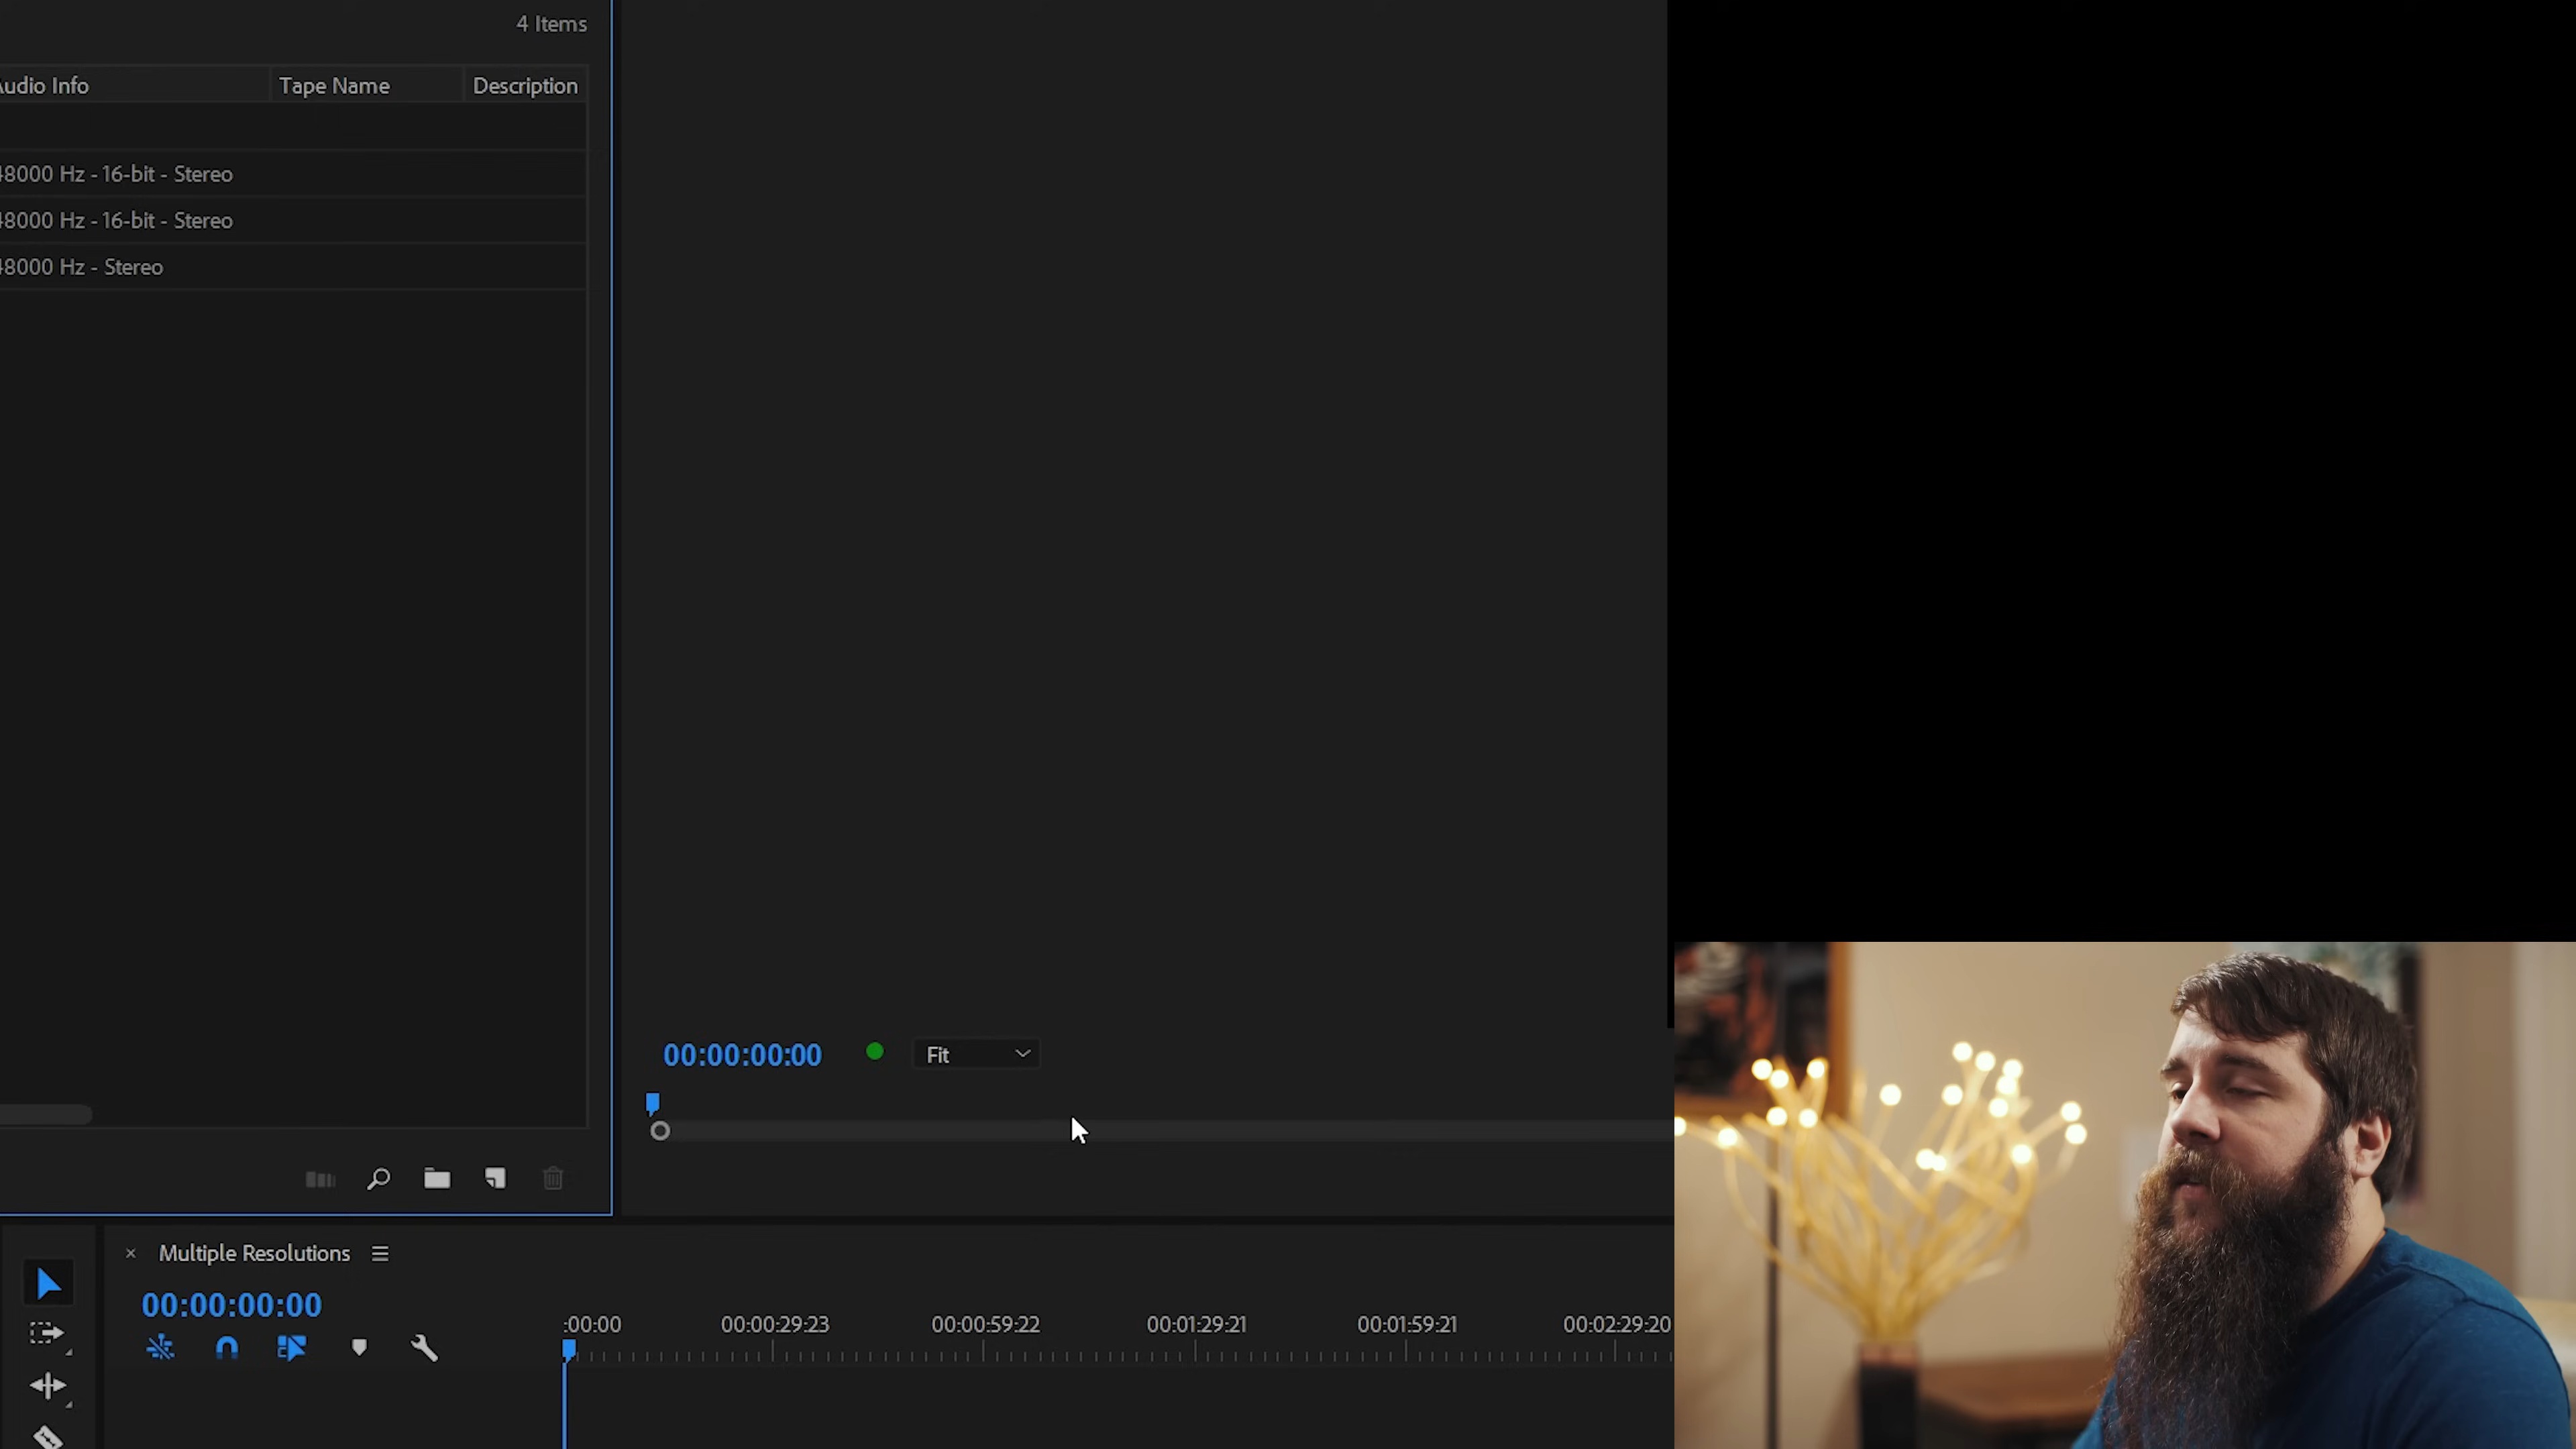 4 Items
Audio Info Tape Name Description
48000 Hz - 16-bit - Stereo
48000 Hz - 16-bit - Stereo
48000 Hz - Stereo
00:00:00:00 Fit
× Multiple Resolutions
00:00:00:00
:00:00 00:00:29:23 00:00:59:22 00:01:29:21 00:01:59:21 00:02:29:20